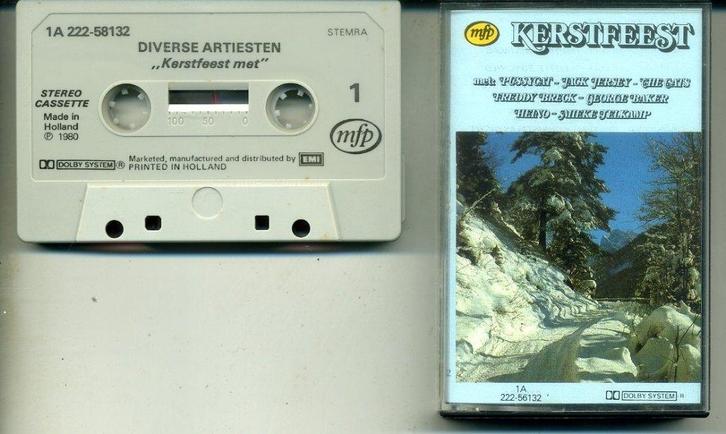 1A 222-58132
STEMRA
DIVERSE ARTIESTEN
,,Kerstfeest met"
STEREO
CASSETTE
Made in
Holland
℗ 1980
100 50 0
1
mfp
DOLBY SYSTEM ®
Marketed, manufactured and distributed by EMI
PRINTED IN HOLLAND
mfp KERSTFEEST
met: PUSSYCAT - JACK JERSEY - THE CATS
FREDDY BRECK - GEORGE BAKER
HEINO - MIEKE TELKAMP
1A
222-56132
DOLBY SYSTEM ®